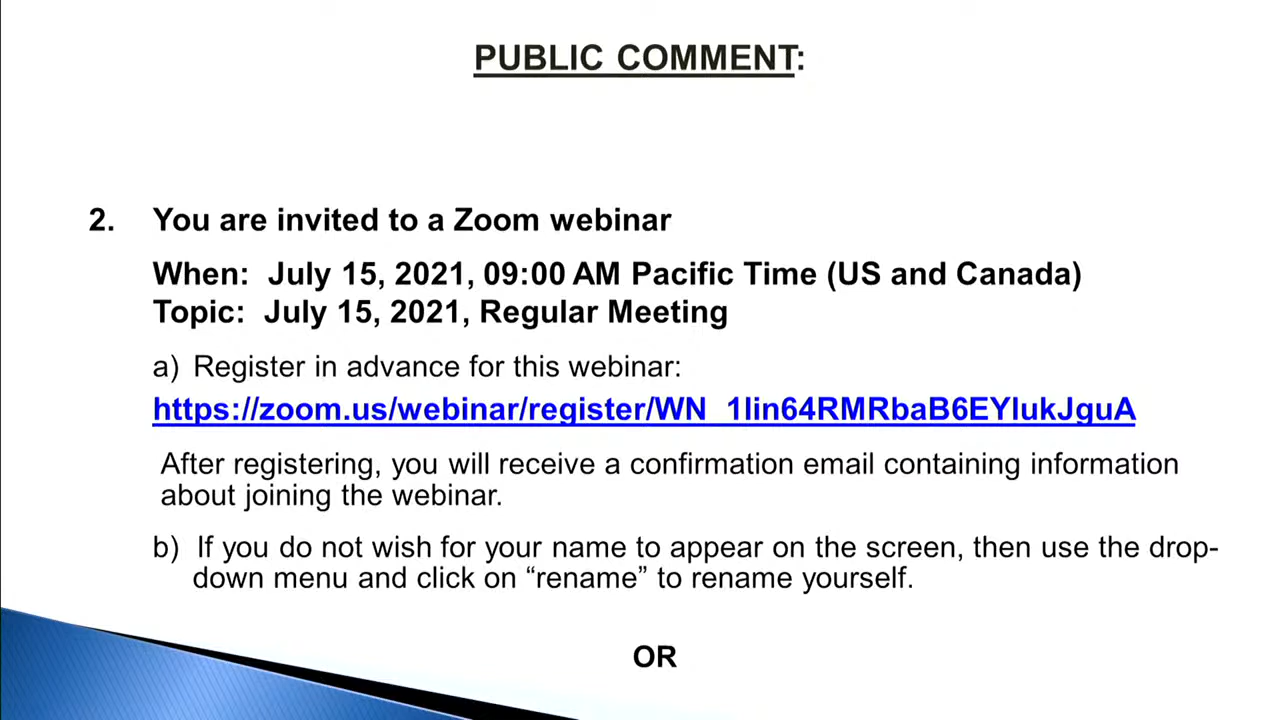 PUBLIC COMMENT:
2. You are invited to a Zoom webinar
When: July 15, 2021, 09:00 AM Pacific Time (US and Canada)
Topic: July 15, 2021, Regular Meeting
a) Register in advance for this webinar:
https://zoom.us/webinar/register/WN_1lin64RMRbaB6EYlukJguA
After registering, you will receive a confirmation email containing information
about joining the webinar.
b) If you do not wish for your name to appear on the screen, then use the drop-
down menu and click on “rename” to rename yourself.
OR